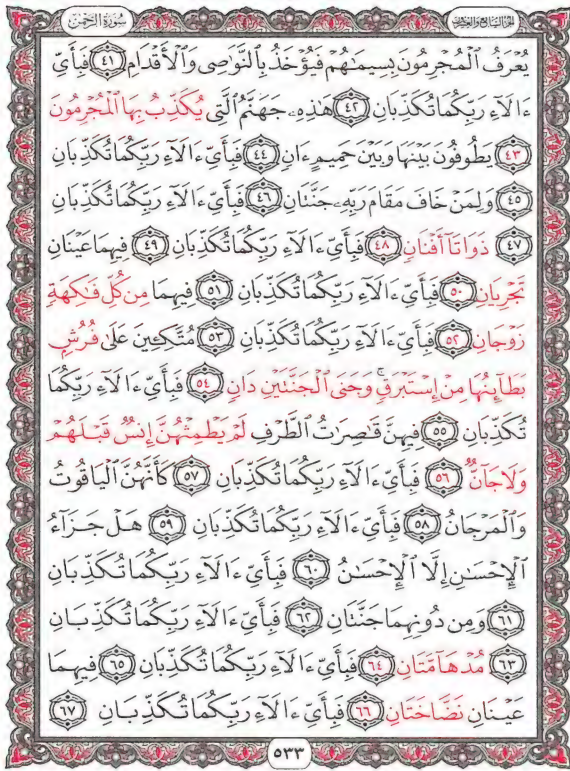 الجزء السابع والعشرون
سُورَةُ الرَّحْمٰن
يُعْرَفُ ٱلْمُجْرِمُونَ بِسِيمَٰهُمْ فَيُؤْخَذُ بِٱلنَّوَٰصِى وَٱلْأَقْدَامِ ٤١ فَبِأَىِّ
ءَالَآءِ رَبِّكُمَا تُكَذِّبَانِ ٤٢ هَٰذِهِۦ جَهَنَّمُ ٱلَّتِى يُكَذِّبُ بِهَا ٱلْمُجْرِمُونَ
٤٣ يَطُوفُونَ بَيْنَهَا وَبَيْنَ حَمِيمٍ ءَانٍ ٤٤ فَبِأَىِّ ءَالَآءِ رَبِّكُمَا تُكَذِّبَانِ
٤٥ وَلِمَنْ خَافَ مَقَامَ رَبِّهِۦ جَنَّتَانِ ٤٦ فَبِأَىِّ ءَالَآءِ رَبِّكُمَا تُكَذِّبَانِ
٤٧ ذَوَاتَآ أَفْنَانٍ ٤٨ فَبِأَىِّ ءَالَآءِ رَبِّكُمَا تُكَذِّبَانِ ٤٩ فِيهِمَا عَيْنَانِ
تَجْرِيَانِ ٥٠ فَبِأَىِّ ءَالَآءِ رَبِّكُمَا تُكَذِّبَانِ ٥١ فِيهِمَا مِن كُلِّ فَٰكِهَةٍ
زَوْجَانِ ٥٢ فَبِأَىِّ ءَالَآءِ رَبِّكُمَا تُكَذِّبَانِ ٥٣ مُتَّكِـِٔينَ عَلَىٰ فُرُشٍۭ
بَطَآئِنُهَا مِنْ إِسْتَبْرَقٍ ۚ وَجَنَى ٱلْجَنَّتَيْنِ دَانٍ ٥٤ فَبِأَىِّ ءَالَآءِ رَبِّكُمَا
تُكَذِّبَانِ ٥٥ فِيهِنَّ قَٰصِرَٰتُ ٱلطَّرْفِ لَمْ يَطْمِثْهُنَّ إِنسٌ قَبْلَهُمْ
وَلَا جَآنٌّ ٥٦ فَبِأَىِّ ءَالَآءِ رَبِّكُمَا تُكَذِّبَانِ ٥٧ كَأَنَّهُنَّ ٱلْيَاقُوتُ
وَٱلْمَرْجَانُ ٥٨ فَبِأَىِّ ءَالَآءِ رَبِّكُمَا تُكَذِّبَانِ ٥٩ هَلْ جَزَآءُ
ٱلْإِحْسَٰنِ إِلَّا ٱلْإِحْسَٰنُ ٦٠ فَبِأَىِّ ءَالَآءِ رَبِّكُمَا تُكَذِّبَانِ
٦١ وَمِن دُونِهِمَا جَنَّتَانِ ٦٢ فَبِأَىِّ ءَالَآءِ رَبِّكُمَا تُكَذِّبَانِ
٦٣ مُدْهَآمَّتَانِ ٦٤ فَبِأَىِّ ءَالَآءِ رَبِّكُمَا تُكَذِّبَانِ ٦٥ فِيهِمَا
عَيْنَانِ نَضَّاخَتَانِ ٦٦ فَبِأَىِّ ءَالَآءِ رَبِّكُمَا تُكَذِّبَانِ ٦٧
٥٣٣